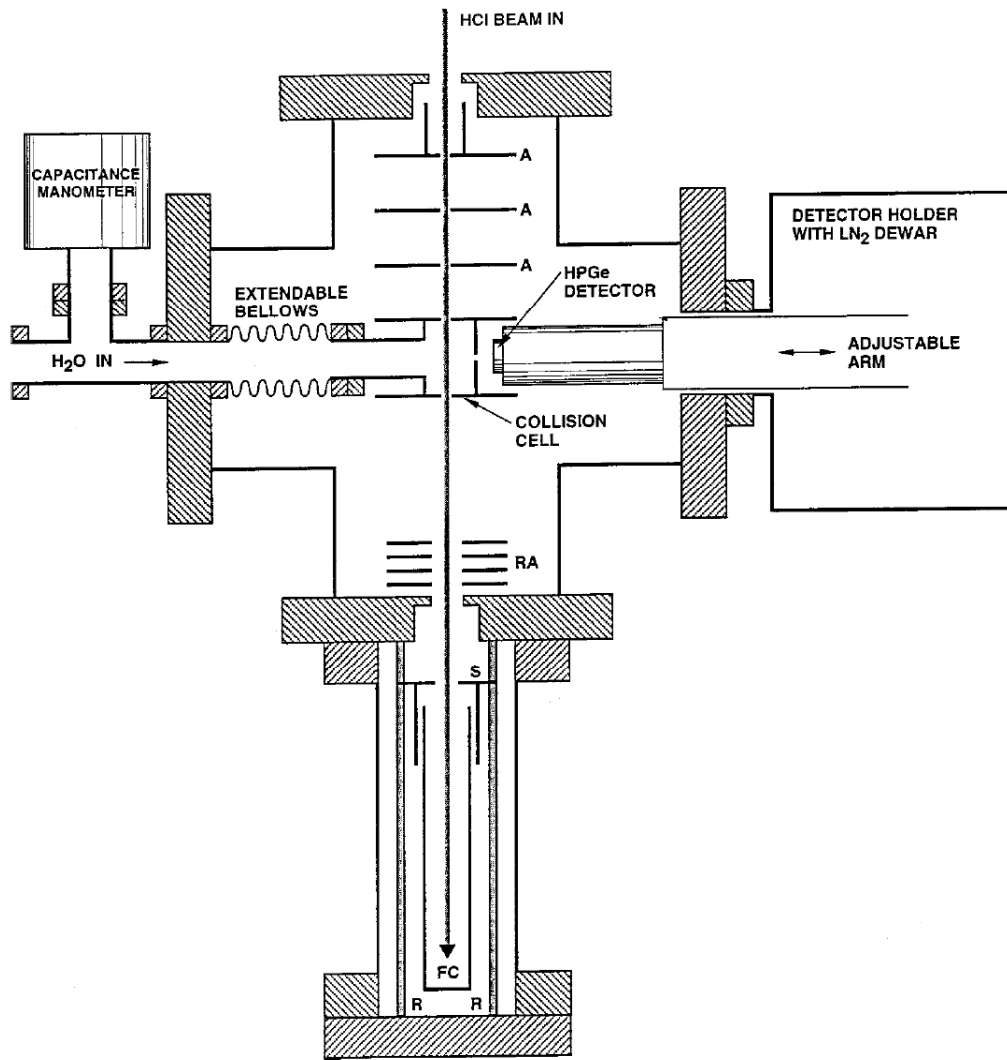 HCI BEAM IN
CAPACITANCE
MANOMETER
A
A
A
DETECTOR HOLDER
WITH LN₂ DEWAR
HPGe
DETECTOR
EXTENDABLE
BELLOWS
H₂O IN
ADJUSTABLE
ARM
COLLISION
CELL
RA
S
FC
R
R